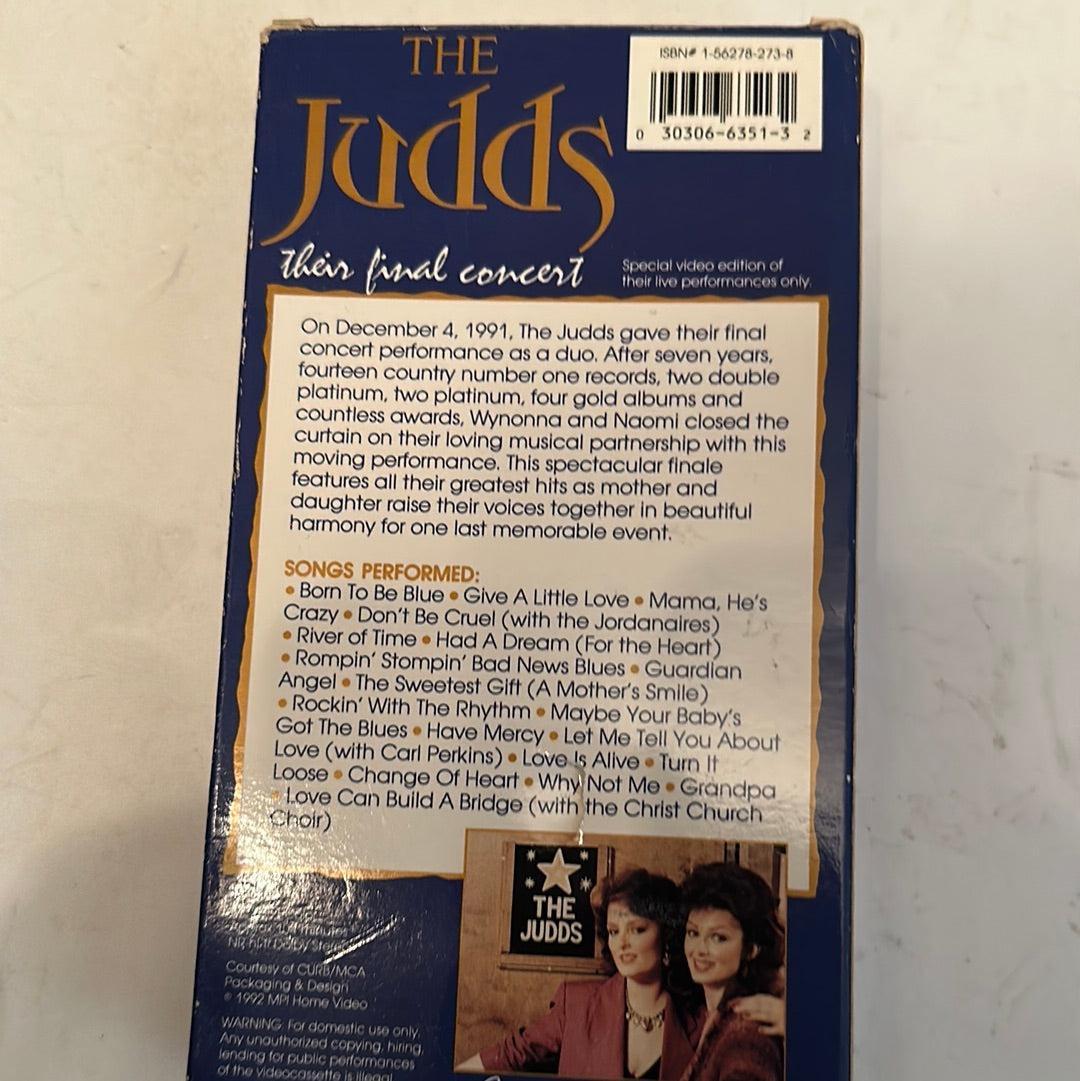 THE
Judds
their final concert
Special video edition of
their live performances only.
ISBN# 1-56278-273-8
0 30306-6351-3 2
On December 4, 1991, The Judds gave their final
concert performance as a duo. After seven years,
fourteen country number one records, two double
platinum, two platinum, four gold albums and
countless awards, Wynonna and Naomi closed the
curtain on their loving musical partnership with this
moving performance. This spectacular finale
features all their greatest hits as mother and
daughter raise their voices together in beautiful
harmony for one last memorable event.
SONGS PERFORMED:
• Born To Be Blue • Give A Little Love • Mama, He's
Crazy • Don't Be Cruel (with the Jordanaires)
• River of Time • Had A Dream (For the Heart)
• Rompin' Stompin' Bad News Blues • Guardian
Angel • The Sweetest Gift (A Mother's Smile)
• Rockin' With The Rhythm • Maybe Your Baby's
Got The Blues • Have Mercy • Let Me Tell You About
Love (with Carl Perkins) • Love Is Alive • Turn It
Loose • Change Of Heart • Why Not Me • Grandpa
• Love Can Build A Bridge (with the Christ Church
Choir)
THE
JUDDS
Approx. minutes
NR Hi-Fi Dolby Stereo
Courtesy of CURB/MCA
Packaging & Design
© 1992 MPI Home Video
WARNING: For domestic use only.
Any unauthorized copying, hiring,
lending for public performances
of the videocassette is illegal